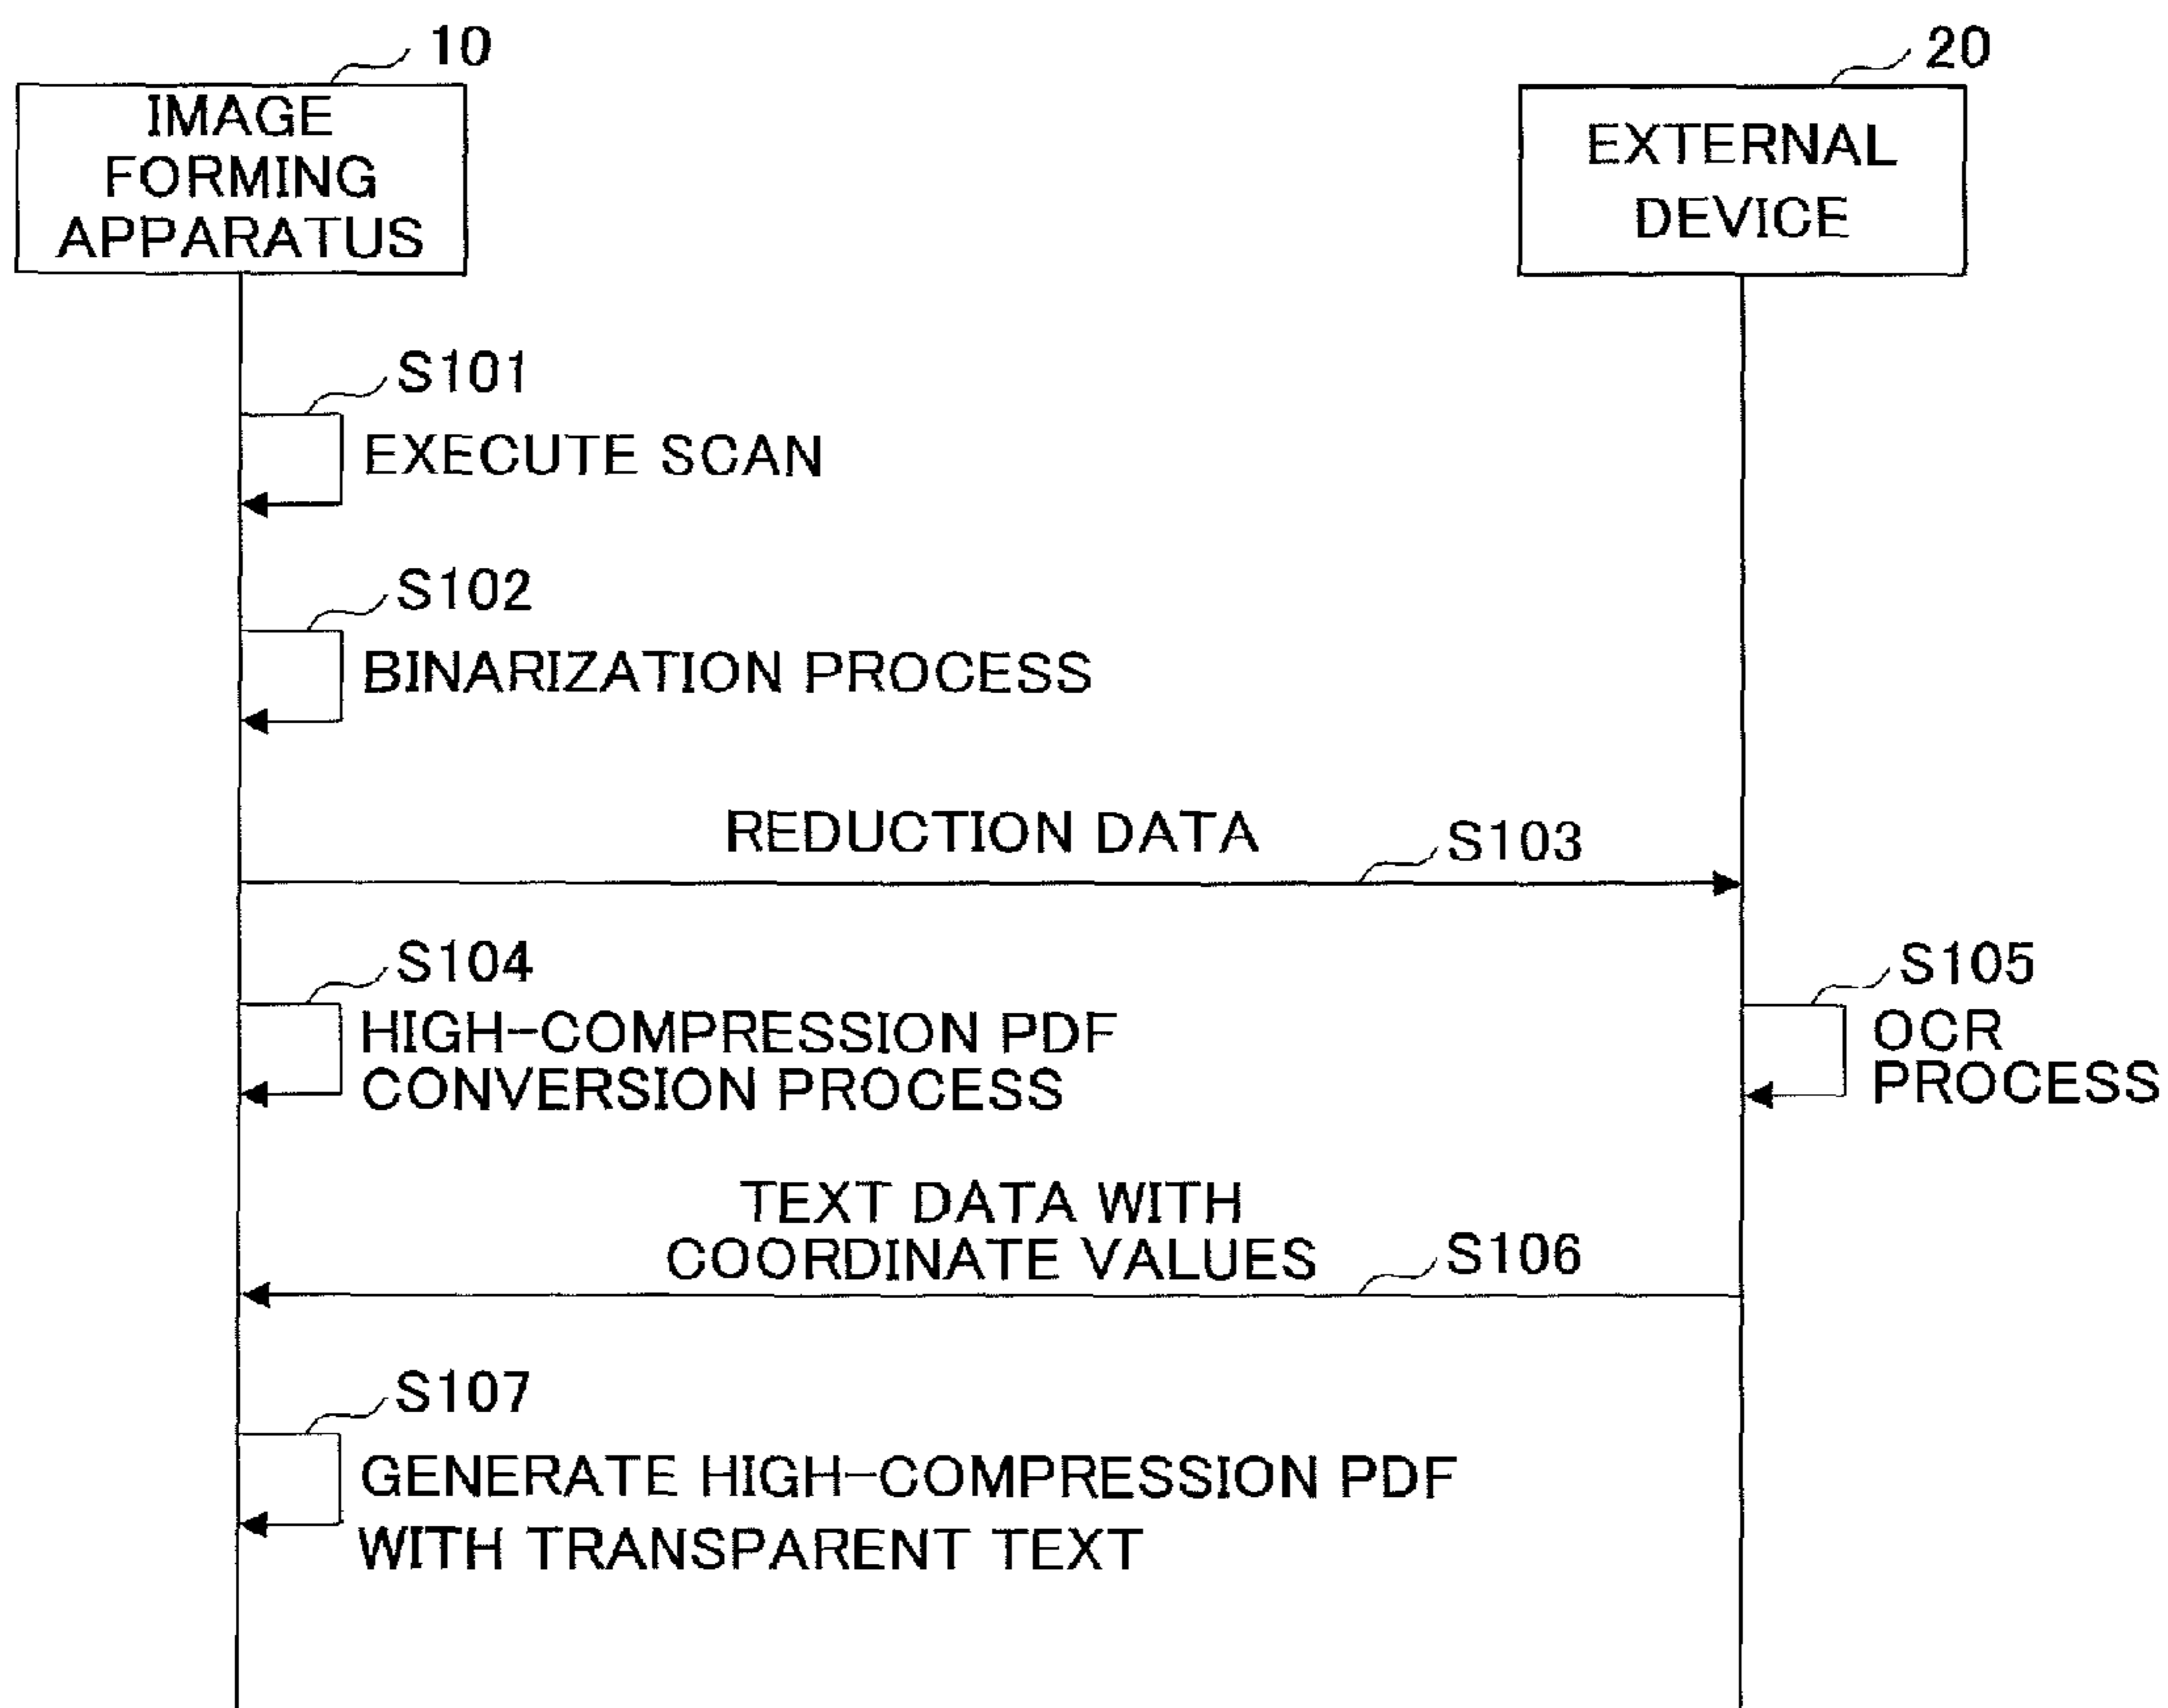 10
IMAGE
FORMING
APPARATUS
20
EXTERNAL
DEVICE
S101
EXECUTE SCAN
S102
BINARIZATION PROCESS
REDUCTION DATA
S103
S104
HIGH-COMPRESSION PDF
CONVERSION PROCESS
S105
OCR
PROCESS
TEXT DATA WITH
COORDINATE VALUES
S106
S107
GENERATE HIGH-COMPRESSION PDF
WITH TRANSPARENT TEXT